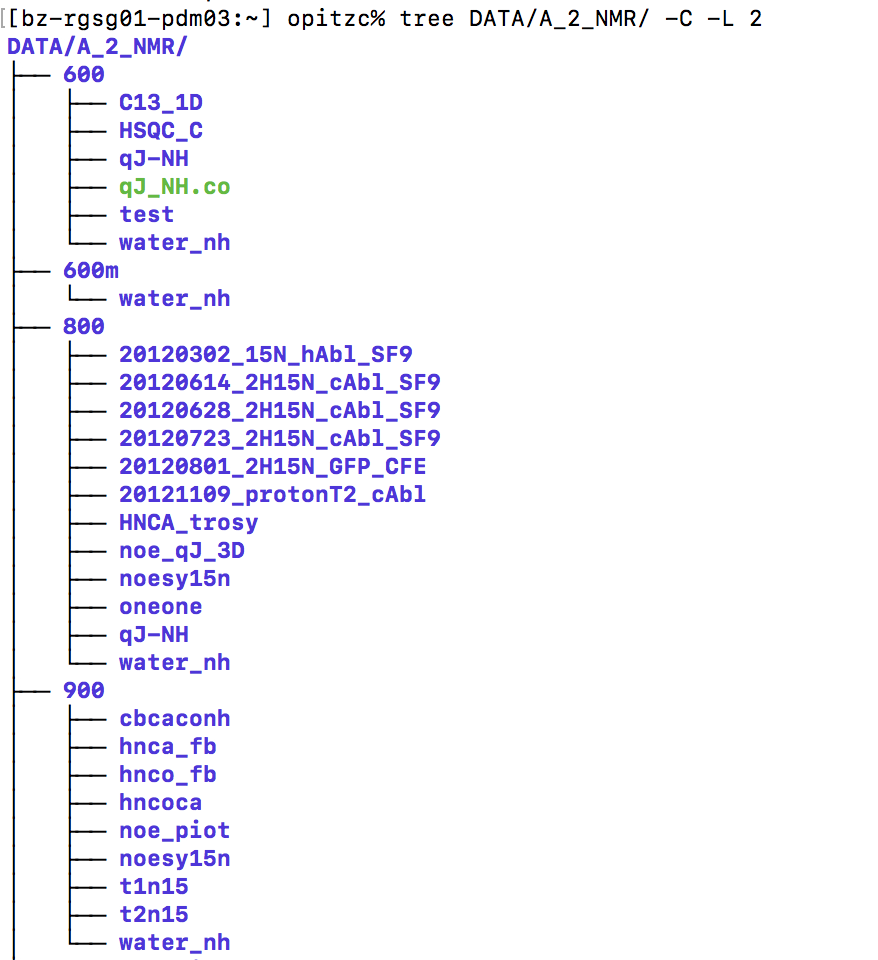 [[bz-rgsg01-pdm03:~] opitzc% tree DATA/A_2_NMR/ -C -L 2
DATA/A_2_NMR/
├── 600
│   ├── C13_1D
│   ├── HSQC_C
│   ├── qJ-NH
│   ├── qJ_NH.co
│   ├── test
│   └── water_nh
├── 600m
│   └── water_nh
├── 800
│   ├── 20120302_15N_hAbl_SF9
│   ├── 20120614_2H15N_cAbl_SF9
│   ├── 20120628_2H15N_cAbl_SF9
│   ├── 20120723_2H15N_cAbl_SF9
│   ├── 20120801_2H15N_GFP_CFE
│   ├── 20121109_protonT2_cAbl
│   ├── HNCA_trosy
│   ├── noe_qJ_3D
│   ├── noesy15n
│   ├── oneone
│   ├── qJ-NH
│   └── water_nh
├── 900
│   ├── cbcaconh
│   ├── hnca_fb
│   ├── hnco_fb
│   ├── hncoca
│   ├── noe_piot
│   ├── noesy15n
│   ├── t1n15
│   ├── t2n15
│   └── water_nh